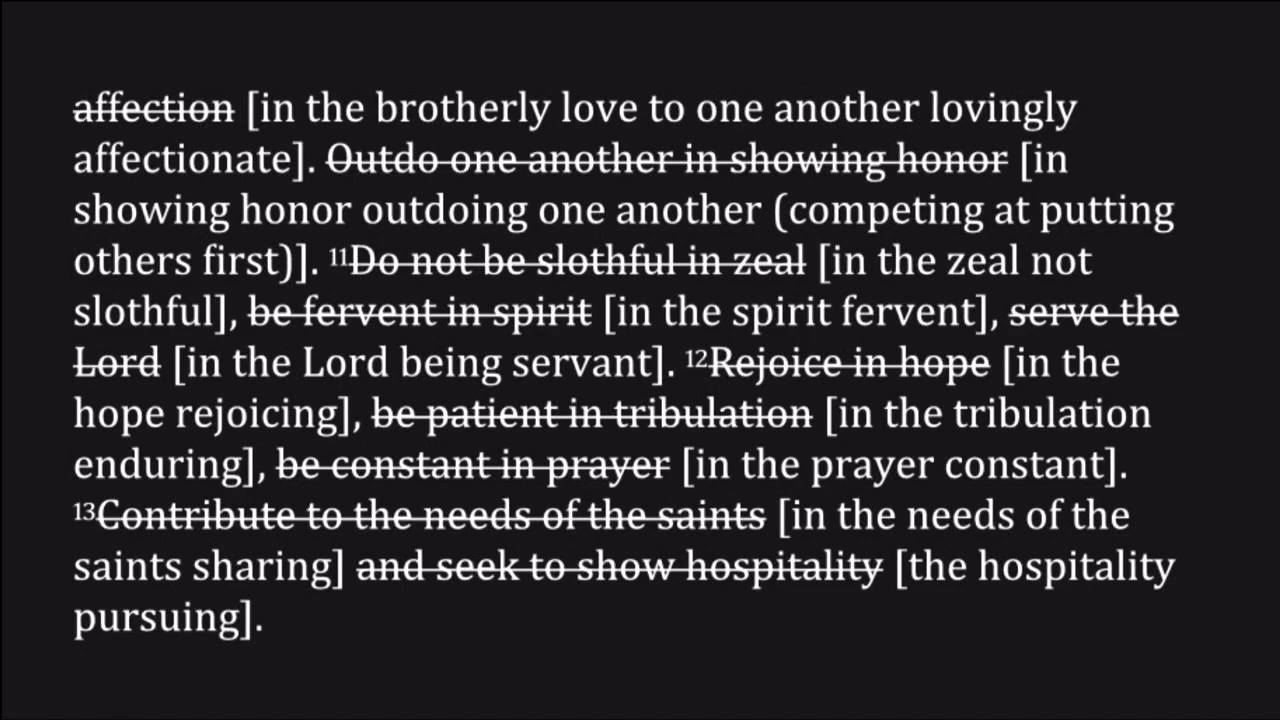 affection [in the brotherly love to one another lovingly
affectionate]. Outdo one another in showing honor [in
showing honor outdoing one another (competing at putting
others first)]. ¹¹Do not be slothful in zeal [in the zeal not
slothful], be fervent in spirit [in the spirit fervent], serve the
Lord [in the Lord being servant]. ¹²Rejoice in hope [in the
hope rejoicing], be patient in tribulation [in the tribulation
enduring], be constant in prayer [in the prayer constant].
¹³Contribute to the needs of the saints [in the needs of the
saints sharing] and seek to show hospitality [the hospitality
pursuing].